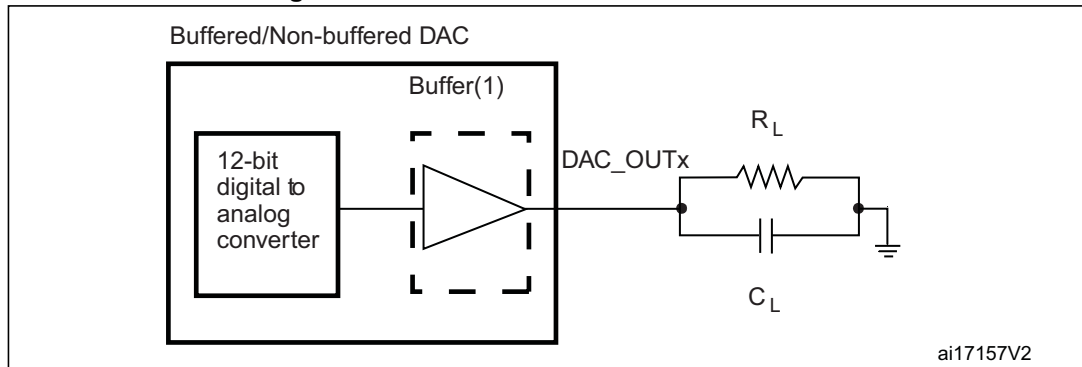 Buffered/Non-buffered DAC
Buffer(1)
12-bit
digital to
analog
converter
DAC_OUTx
R L
C L
ai17157V2